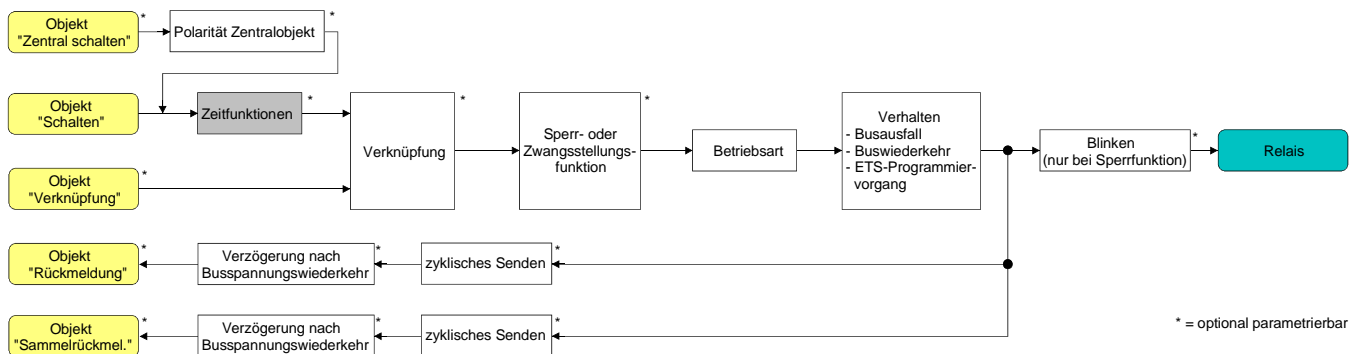 Objekt
"Zentral schalten"
*
Polarität Zentralobjekt
*
Objekt
"Schalten"
Zeitfunktionen
*
Verknüpfung
*
Sperr- oder
Zwangsstellungs-
funktion
*
Betriebsart
Verhalten
- Busausfall
- Buswiederkehr
- ETS-Programmier-
vorgang
Blinken
(nur bei Sperrfunktion)
*
Relais
Objekt
"Verknüpfung"
*
Objekt
"Rückmeldung"
*
Verzögerung nach
Busspannungswiederkehr
*
zyklisches Senden
*
Objekt
"Sammelrückmel."
*
Verzögerung nach
Busspannungswiederkehr
*
zyklisches Senden
*
* = optional parametrierbar